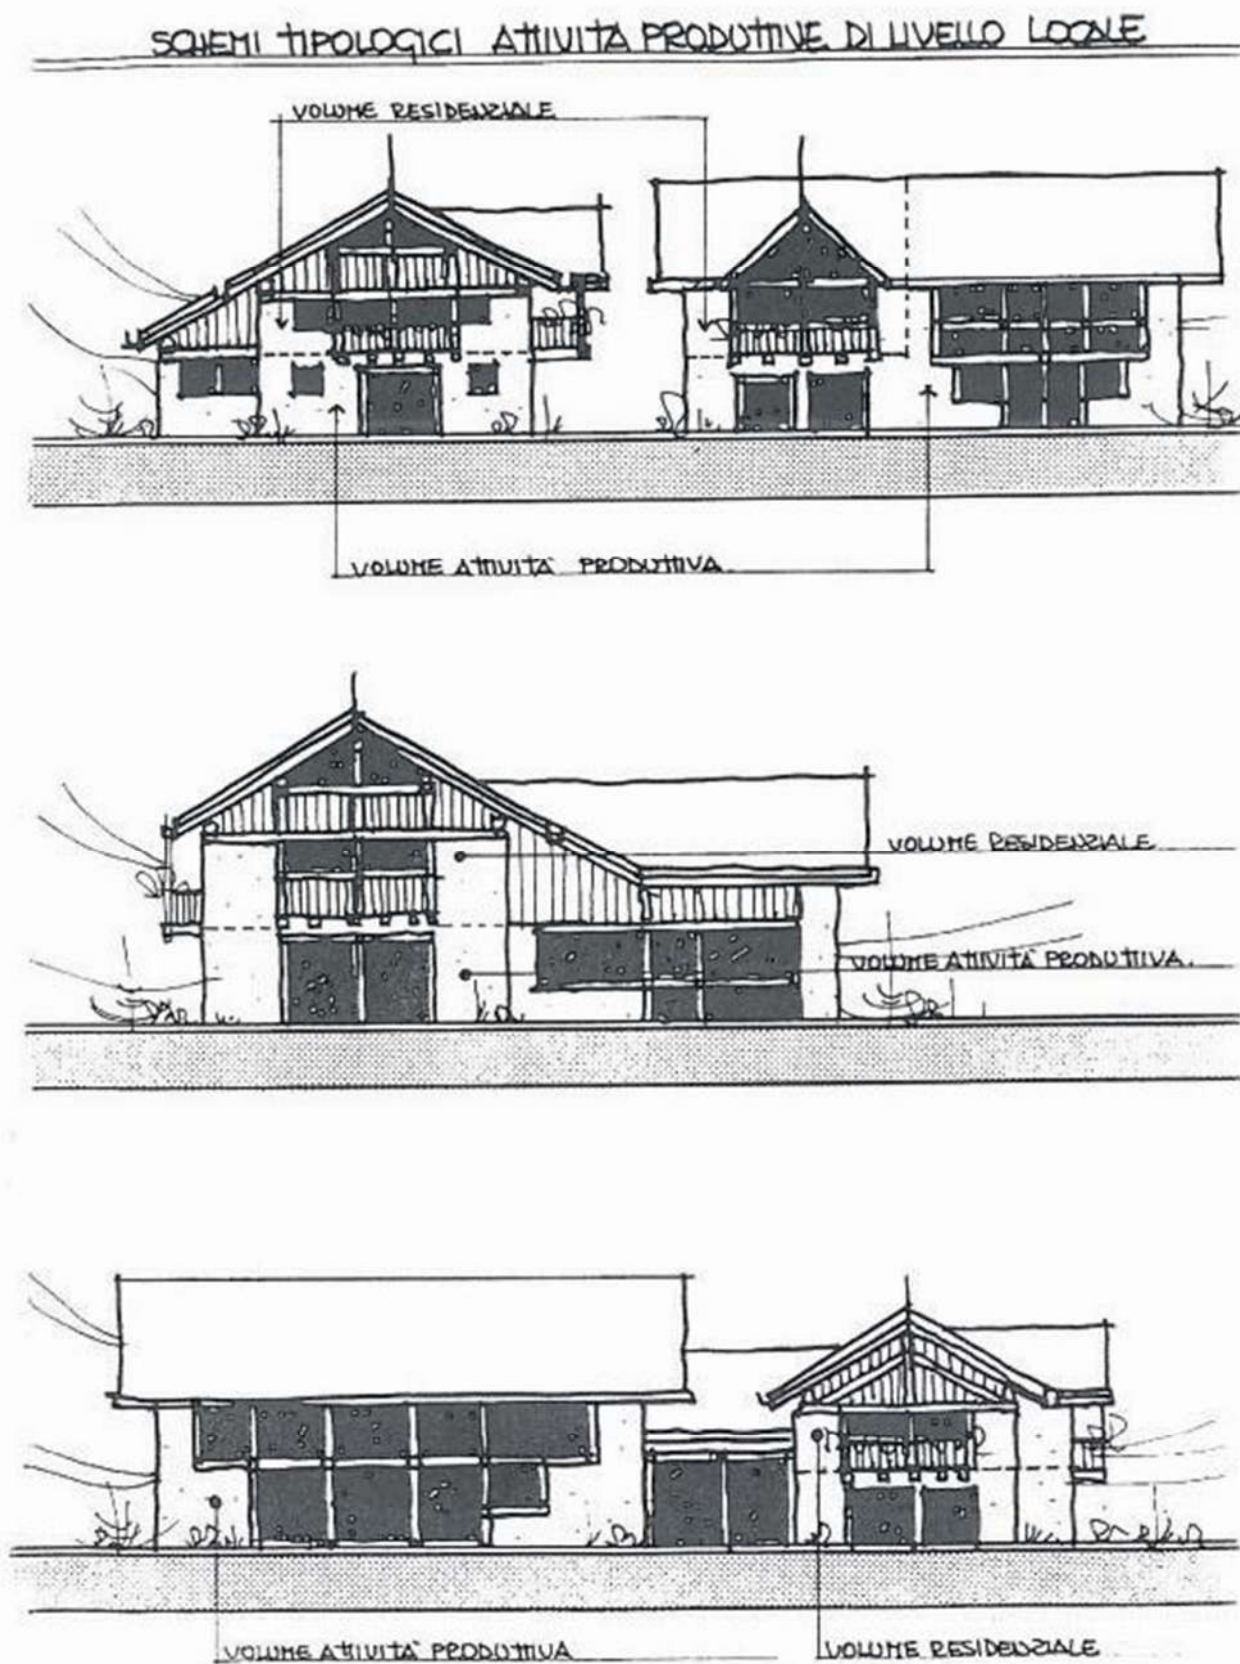 SCHEMI TIPOLOGICI ATTIVITÀ PRODUTTIVE DI LIVELLO LOCALE
VOLUME RESIDENZIALE
VOLUME ATTIVITÀ PRODUTTIVA
VOLUME RESIDENZIALE
VOLUME ATTIVITÀ PRODUTTIVA.
VOLUME ATTIVITÀ PRODUTTIVA
VOLUME RESIDENZIALE